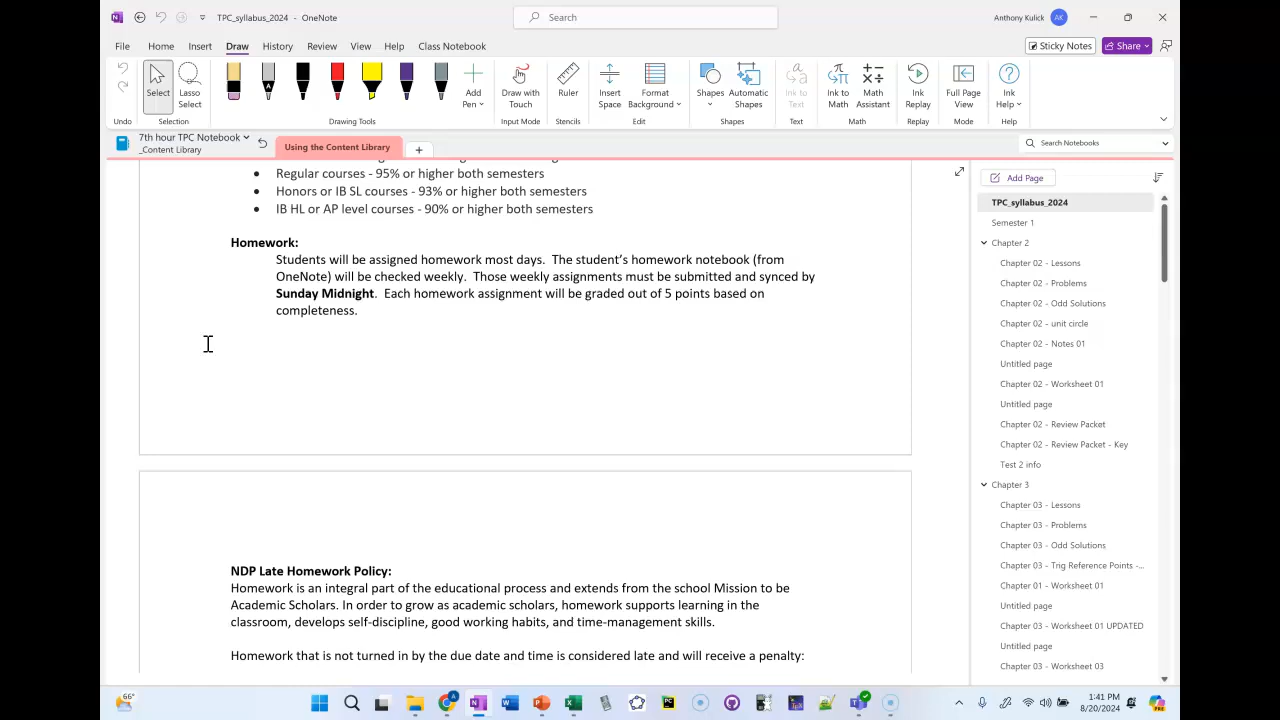 TPC_syllabus_2024 - OneNote
Search
Anthony Kulick
AK
File Home Insert Draw History Review View Help Class Notebook
Sticky Notes
Share
Select
Lasso Select
Add Pen
Draw with Touch
Ruler
Insert Space
Format Background
Shapes
Automatic Shapes
Ink to Text
Ink to Math
Math Assistant
Ink Replay
Full Page View
Ink Help
Undo Selection Drawing Tools Input Mode Stencils Edit Shapes Text Math Replay Mode Help
7th hour TPC Notebook
_Content Library
Using the Content Library
Search Notebooks
• Regular courses - 95% or higher both semesters
• Honors or IB SL courses - 93% or higher both semesters
• IB HL or AP level courses - 90% or higher both semesters
Homework:
Students will be assigned homework most days. The student’s homework notebook (from
OneNote) will be checked weekly. Those weekly assignments must be submitted and synced by
Sunday Midnight. Each homework assignment will be graded out of 5 points based on
completeness.
NDP Late Homework Policy:
Homework is an integral part of the educational process and extends from the school Mission to be
Academic Scholars. In order to grow as academic scholars, homework supports learning in the
classroom, develops self-discipline, good working habits, and time-management skills.
Homework that is not turned in by the due date and time is considered late and will receive a penalty:
Add Page
TPC_syllabus_2024
Semester 1
Chapter 2
Chapter 02 - Lessons
Chapter 02 - Problems
Chapter 02 - Odd Solutions
Chapter 02 - unit circle
Chapter 02 - Notes 01
Untitled page
Chapter 02 - Worksheet 01
Untitled page
Chapter 02 - Review Packet
Chapter 02 - Review Packet - Key
Test 2 info
Chapter 3
Chapter 03 - Lessons
Chapter 03 - Problems
Chapter 03 - Odd Solutions
Chapter 03 - Trig Reference Points -...
Chapter 01 - Worksheet 01
Untitled page
Chapter 03 - Worksheet 01 UPDATED
Untitled page
Chapter 03 - Worksheet 03
66°
1:41 PM
8/20/2024